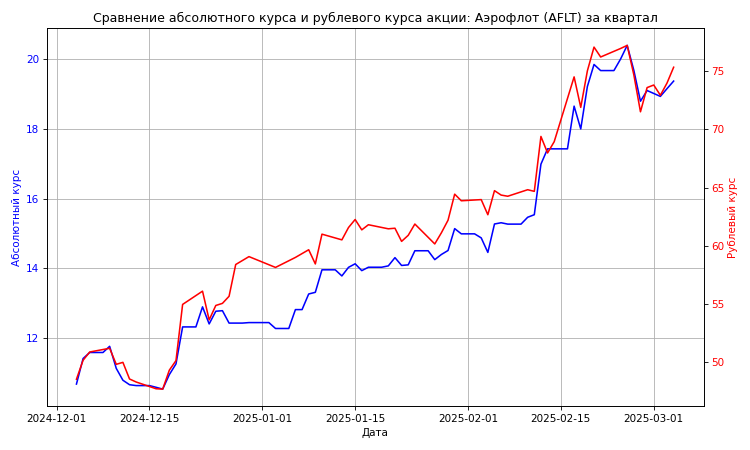 Сравнение абсолютного курса и рублевого курса акции: Аэрофлот (AFLT) за квартал
Абсолютный курс
20
18
16
14
12
75
70
65
60
55
50
Рублевый курс
2024-12-01 2024-12-15 2025-01-01 2025-01-15 2025-02-01 2025-02-15 2025-03-01
Дата